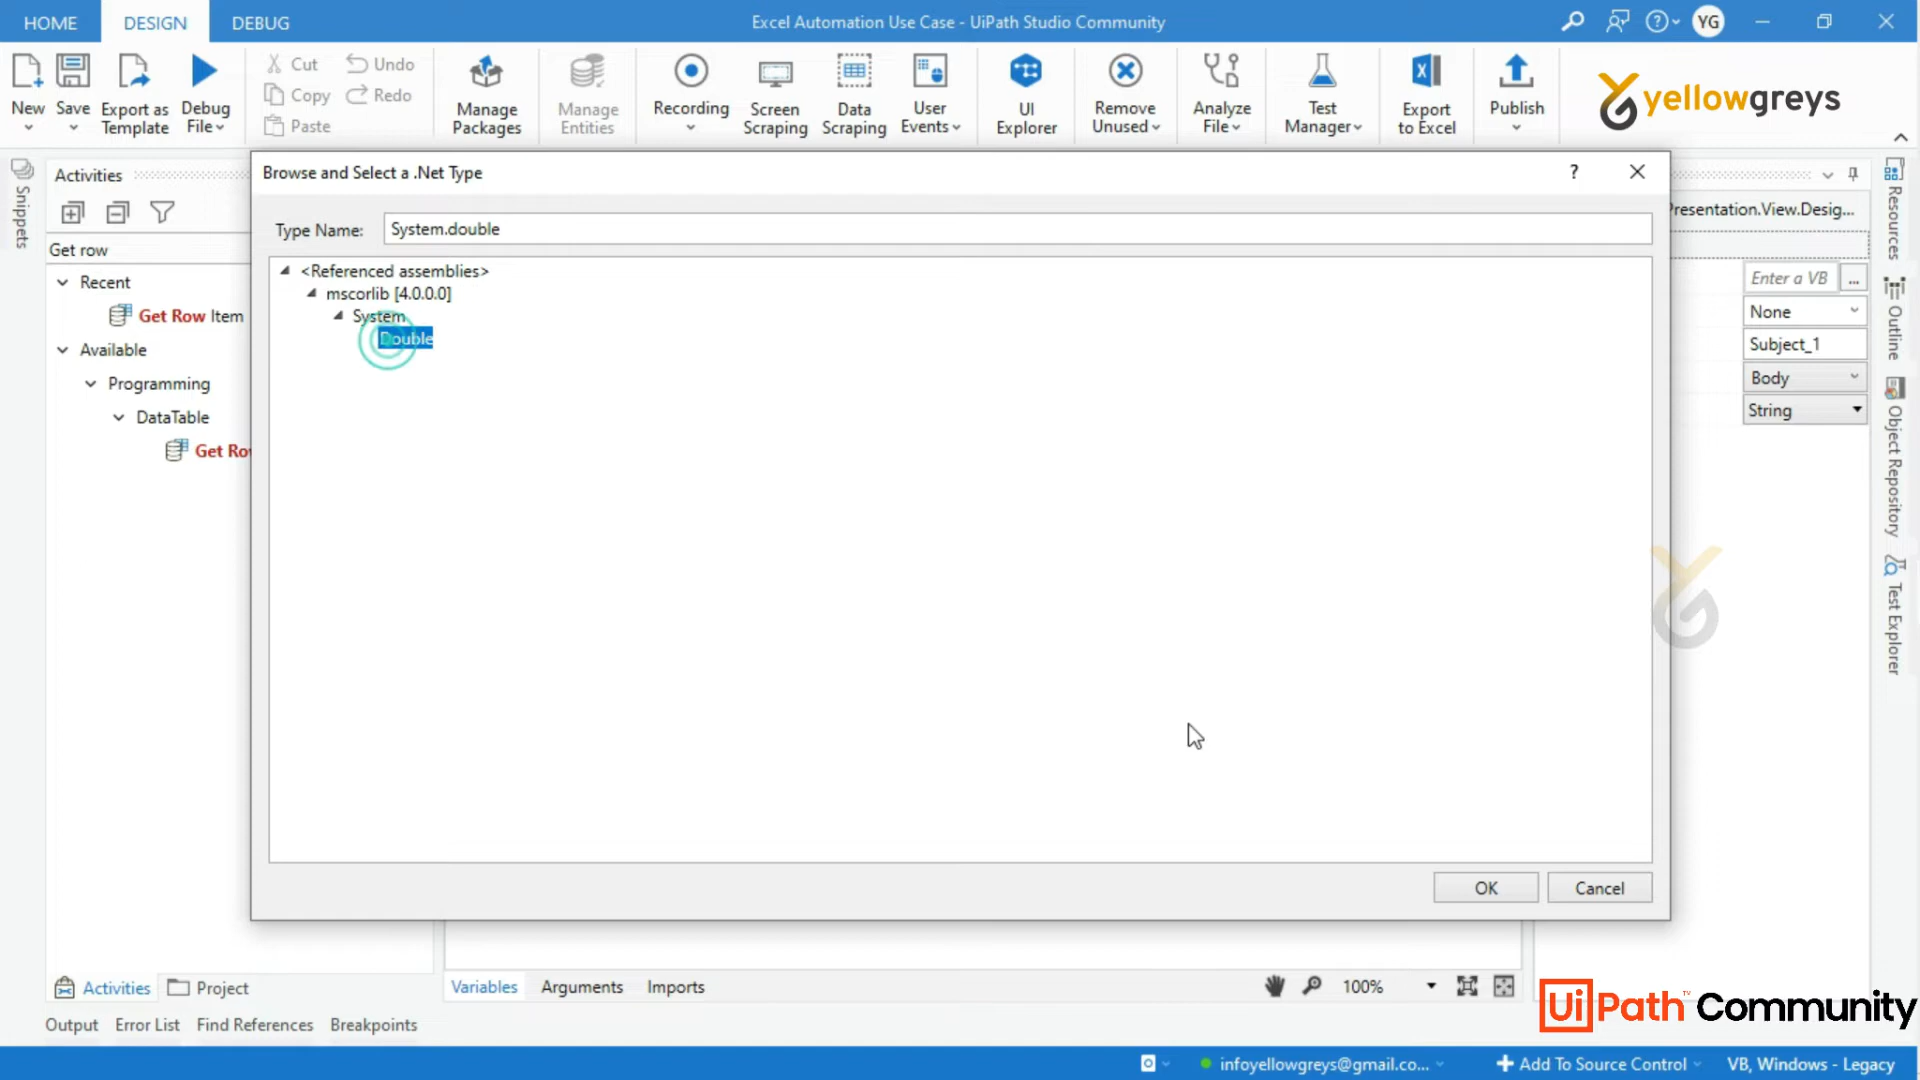 HOME DESIGN DEBUG
Excel Automation Use Case - UiPath Studio Community
YG
New
Save
Export as
Template
Debug
File
Cut
Copy
Paste
Undo
Redo
Manage
Packages
Manage
Entities
Recording
Screen
Scraping
Data
Scraping
User
Events
UI
Explorer
Remove
Unused
Analyze
File
Test
Manager
Export
to Excel
Publish
yellowgreys
Snippets
Activities
Get row
Recent
Get Row Item
Available
Programming
DataTable
Get Ro
Browse and Select a .Net Type
?
Type Name: System.double
<Referenced assemblies>
mscorlib [4.0.0.0]
System
Double
OK Cancel
Presentation.View.Desig...
Enter a VB ...
None
Subject_1
Body
String
Resources
Outline
Object Repository
Test Explorer
Activities Project
Variables Arguments Imports
100%
Output Error List Find References Breakpoints
UiPath™ Community
infoyellowgreys@gmail.co...
Add To Source Control
VB, Windows - Legacy